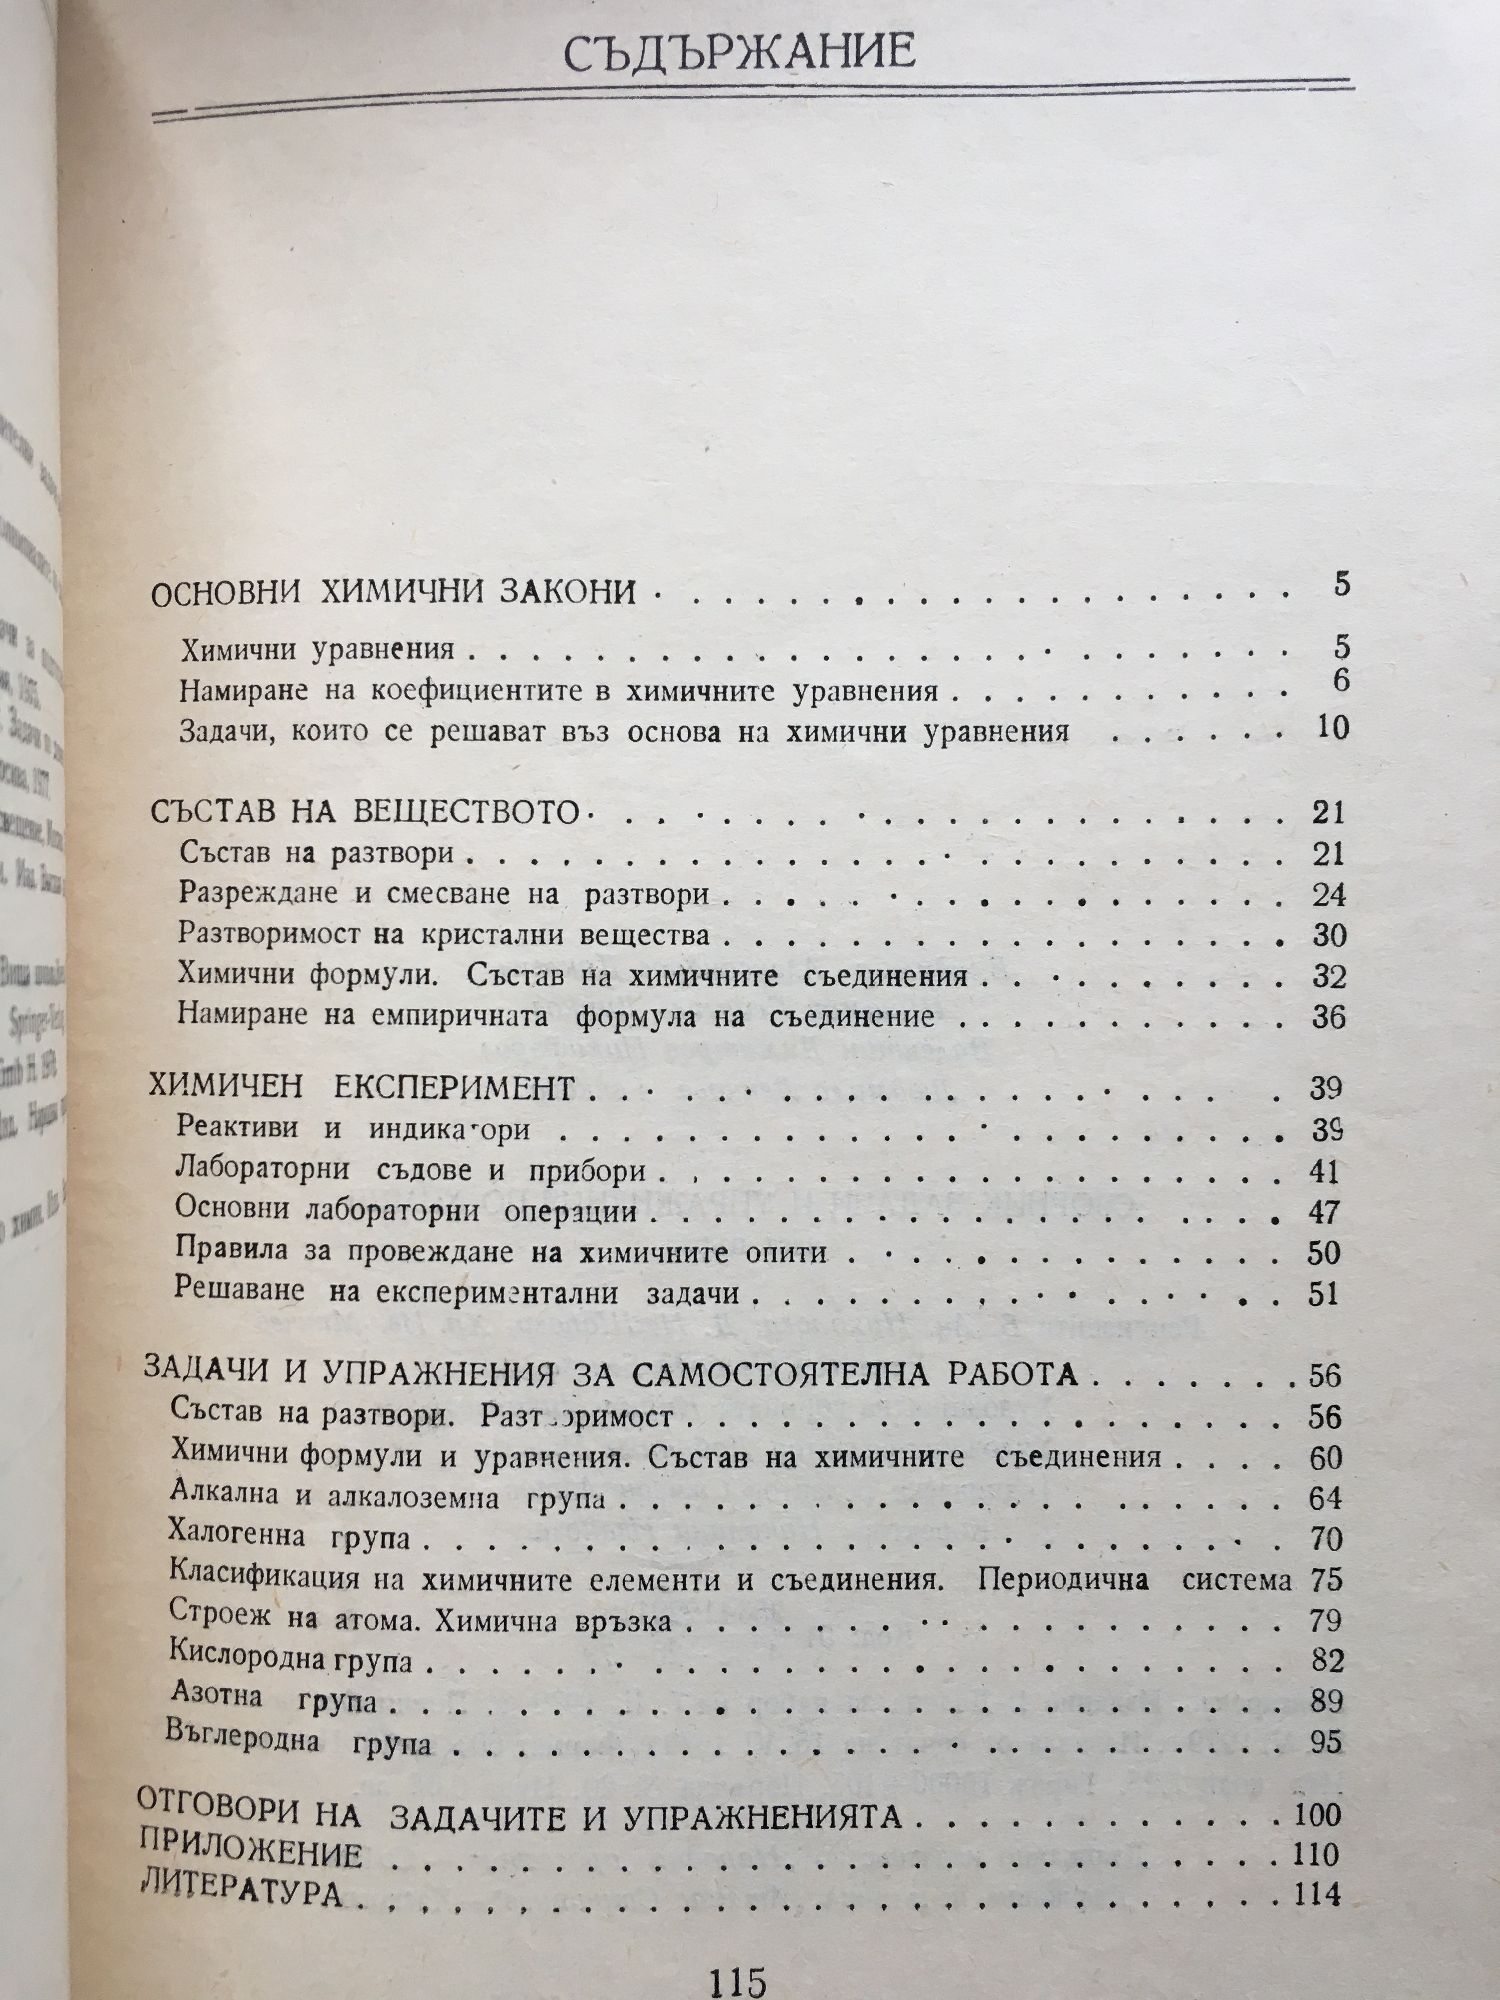 СЪДЪРЖАНИЕ
ОСНОВНИ ХИМИЧНИ ЗАКОНИ . . . . . . . . . . . . . . . . . . . . 5
Химични уравнения . . . . . . . . . . . . . . . . . . . . . . . . . . 5
Намиране на коефициентите в химичните уравнения . . . . . . . . . . . 6
Задачи, които се решават въз основа на химични уравнения . . . . . . 10
СЪСТАВ НА ВЕЩЕСТВОТО . . . . . . . . . . . . . . . . . . . . . . 21
Състав на разтвори . . . . . . . . . . . . . . . . . . . . . . . . . . 21
Разреждане и смесване на разтвори . . . . . . . . . . . . . . . . . . 24
Разтворимост на кристални вещества . . . . . . . . . . . . . . . . . . 30
Химични формули. Състав на химичните съединения . . . . . . . . . . 32
Намиране на емпиричната формула на съединение . . . . . . . . . . . 36
ХИМИЧЕН ЕКСПЕРИМЕНТ . . . . . . . . . . . . . . . . . . . . . . 39
Реактиви и индикатори . . . . . . . . . . . . . . . . . . . . . . . 39
Лабораторни съдове и прибори . . . . . . . . . . . . . . . . . . . . 41
Основни лабораторни операции . . . . . . . . . . . . . . . . . . . . 47
Правила за провеждане на химичните опити . . . . . . . . . . . . . . 50
Решаване на експериментални задачи . . . . . . . . . . . . . . . . . 51
ЗАДАЧИ И УПРАЖНЕНИЯ ЗА САМОСТОЯТЕЛНА РАБОТА . . . . . . . 56
Състав на разтвори. Разтворимост . . . . . . . . . . . . . . . . . . . 56
Химични формули и уравнения. Състав на химичните съединения . . . . 60
Алкална и алкалоземна група . . . . . . . . . . . . . . . . . . . . . 64
Халогенна група . . . . . . . . . . . . . . . . . . . . . . . . . . . 70
Класификация на химичните елементи и съединения. Периодична система 75
Строеж на атома. Химична връзка . . . . . . . . . . . . . . . . . . . 79
Кислородна група . . . . . . . . . . . . . . . . . . . . . . . . . . . 82
Азотна група . . . . . . . . . . . . . . . . . . . . . . . . . . . . 89
Въглеродна група . . . . . . . . . . . . . . . . . . . . . . . . . . 95
ОТГОВОРИ НА ЗАДАЧИТЕ И УПРАЖНЕНИЯТА . . . . . . . . . . . . 100
ПРИЛОЖЕНИЕ . . . . . . . . . . . . . . . . . . . . . . . . . . . . 110
ЛИТЕРАТУРА . . . . . . . . . . . . . . . . . . . . . . . . . . . . . 114
115